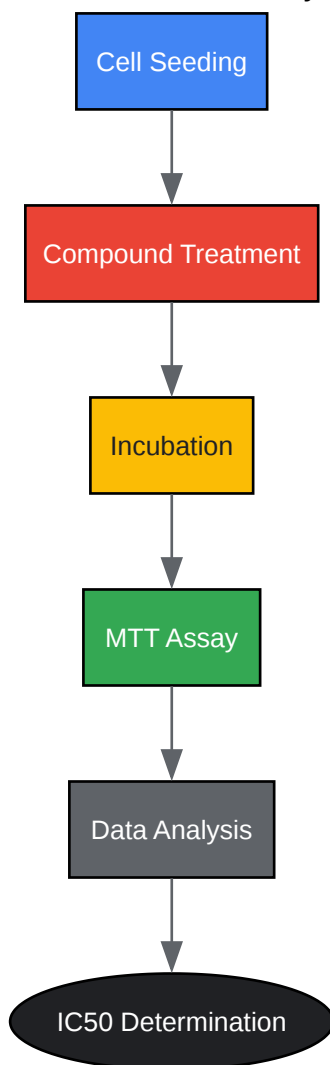 Cell Seeding
Compound Treatment
Incubation
MTT Assay
Data Analysis
IC50 Determination